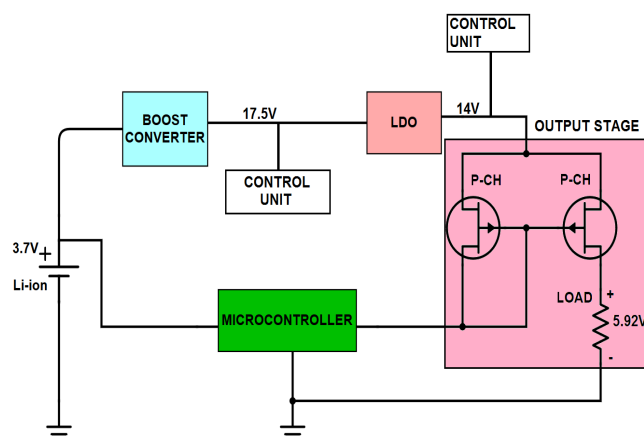 CONTROL
UNIT
BOOST
CONVERTER
17.5V
LDO
14V
OUTPUT STAGE
CONTROL
UNIT
P-CH
P-CH
3.7V
+
Li-ion
MICROCONTROLLER
LOAD
+
5.92V
-